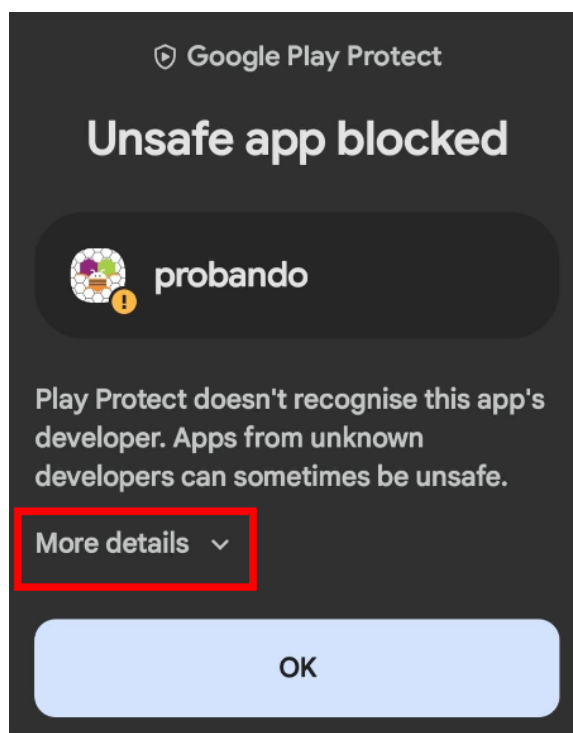 Google Play Protect
Unsafe app blocked
probando
Play Protect doesn't recognise this app's
developer. Apps from unknown
developers can sometimes be unsafe.
More details
OK